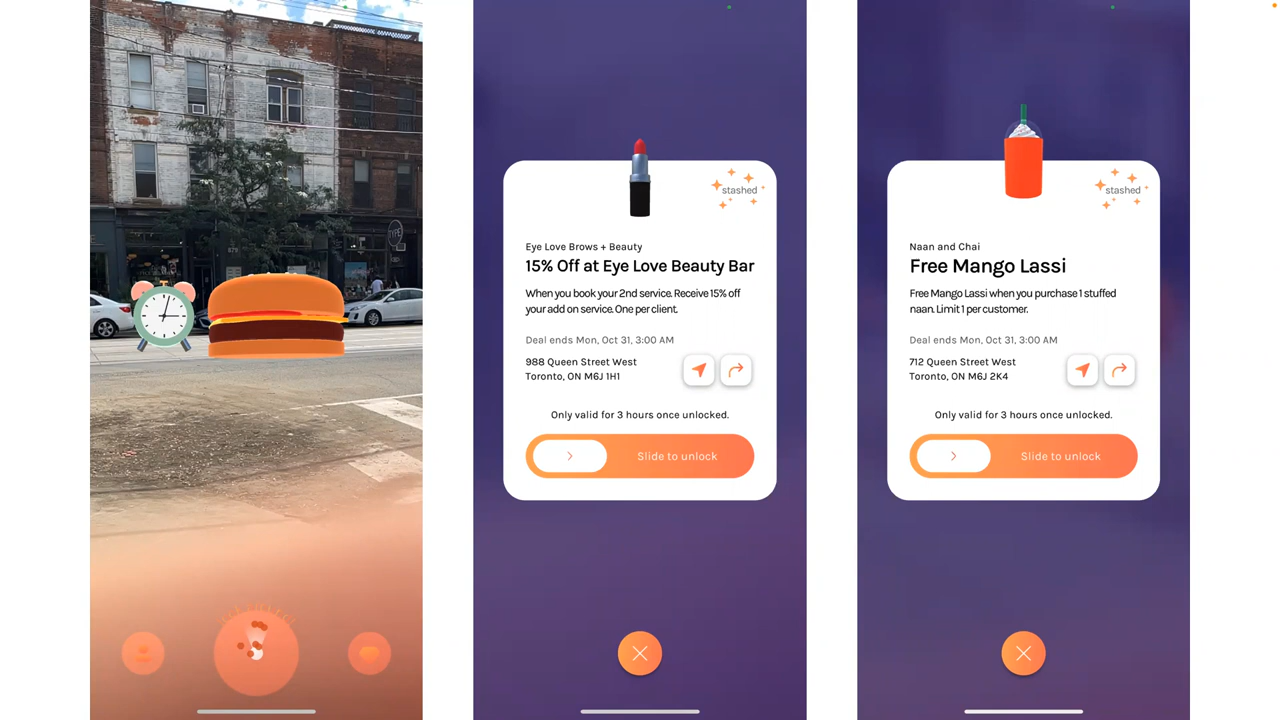 879
TYPE
stashed
Eye Love Brows + Beauty
15% Off at Eye Love Beauty Bar
When you book your 2nd service. Receive 15% off
your add on service. One per client.
Deal ends Mon, Oct 31, 3:00 AM
988 Queen Street West
Toronto, ON M6J 1H1
Only valid for 3 hours once unlocked.
Slide to unlock
stashed
Naan and Chai
Free Mango Lassi
Free Mango Lassi when you purchase 1 stuffed
naan. Limit 1 per customer.
Deal ends Mon, Oct 31, 3:00 AM
712 Queen Street West
Toronto, ON M6J 2K4
Only valid for 3 hours once unlocked.
Slide to unlock